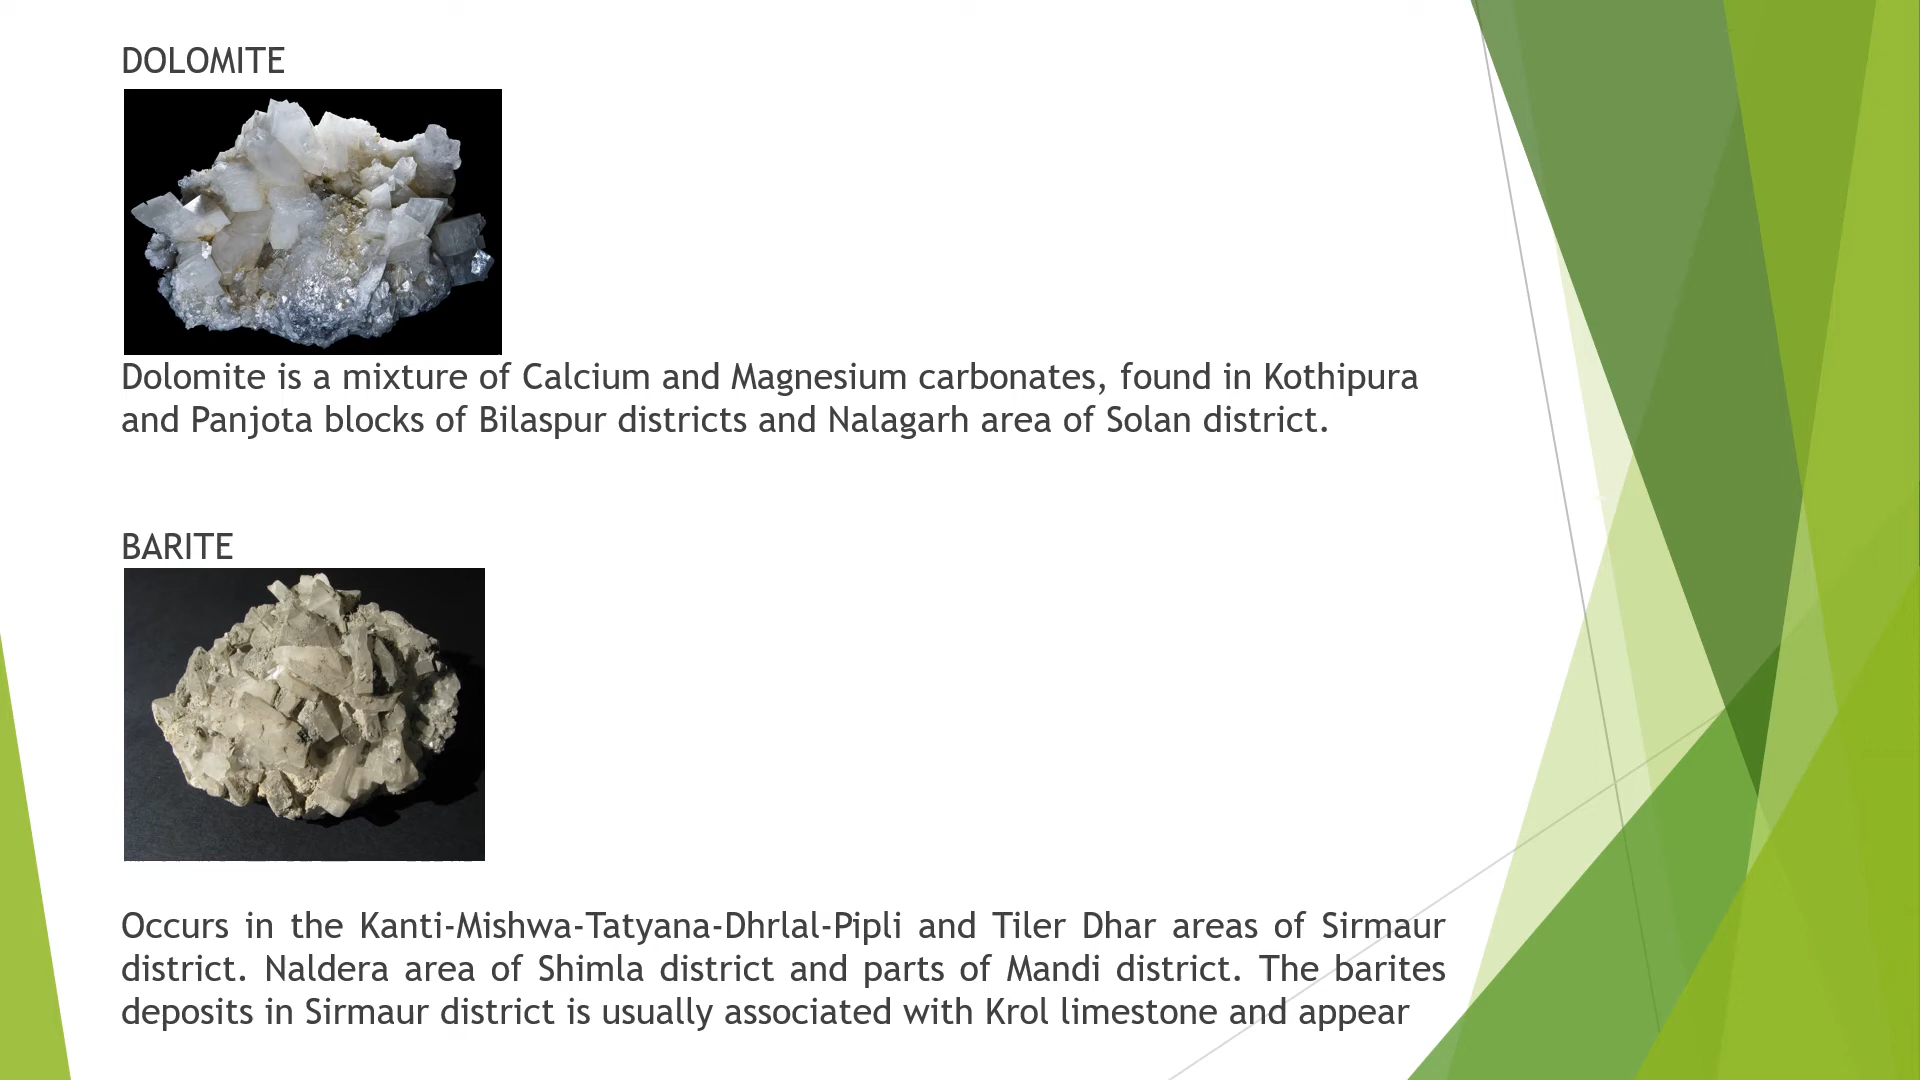 DOLOMITE
Dolomite is a mixture of Calcium and Magnesium carbonates, found in Kothipura
and Panjota blocks of Bilaspur districts and Nalagarh area of Solan district.
BARITE
Occurs in the Kanti-Mishwa-Tatyana-Dhrlal-Pipli and Tiler Dhar areas of Sirmaur
district. Naldera area of Shimla district and parts of Mandi district. The barites
deposits in Sirmaur district is usually associated with Krol limestone and appear